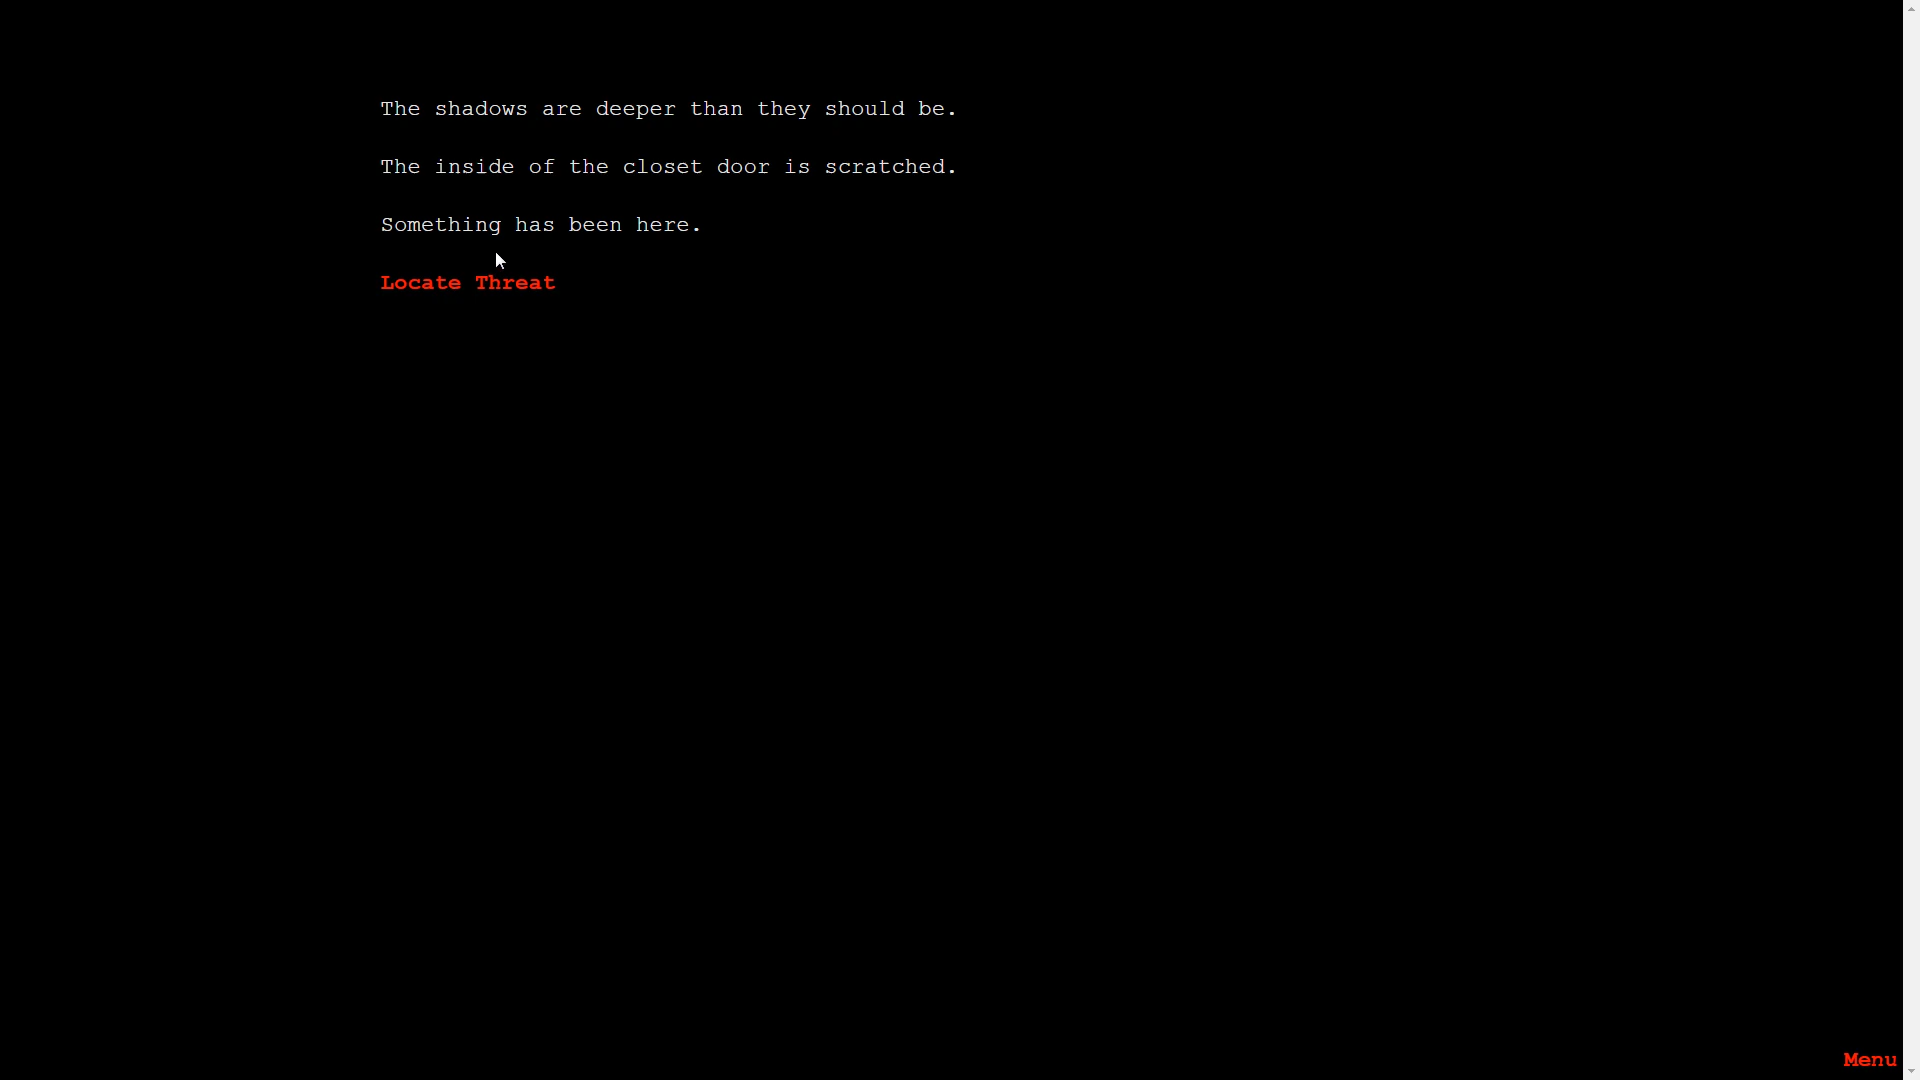 The shadows are deeper than they should be.
The inside of the closet door is scratched.
Something has been here.
Locate Threat
Menu